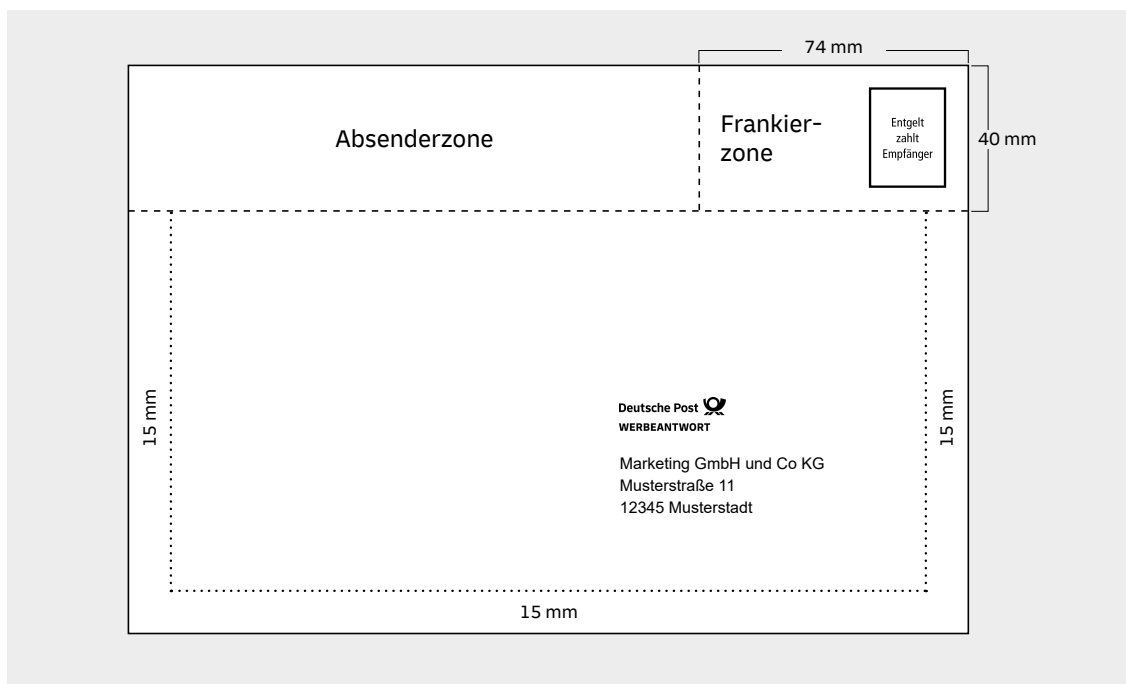 74 mm
Absenderzone
Frankier-
zone
Entgelt
zahlt
Empfänger
40 mm
15 mm
15 mm
Deutsche Post
WERBEANTWORT
Marketing GmbH und Co KG
Musterstraße 11
12345 Musterstadt
15 mm